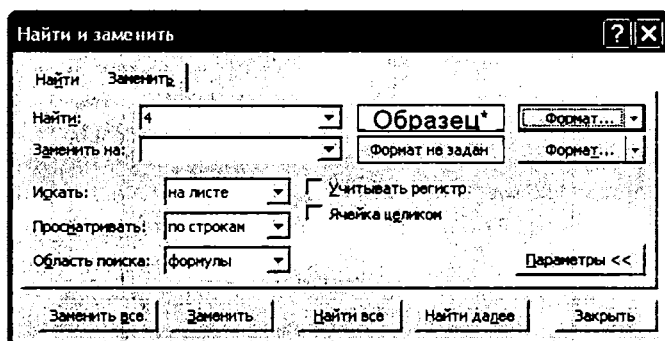 Найти и заменить
Найти Заменить
Найти: 4 Образец* Формат...
Заменить на: Формат не задан Формат...
Искать: на листе Учитывать регистр
Просматривать: по строкам Ячейка целиком
Область поиска: формулы Параметры <<
Заменить все Заменить Найти все Найти далее Закрыть